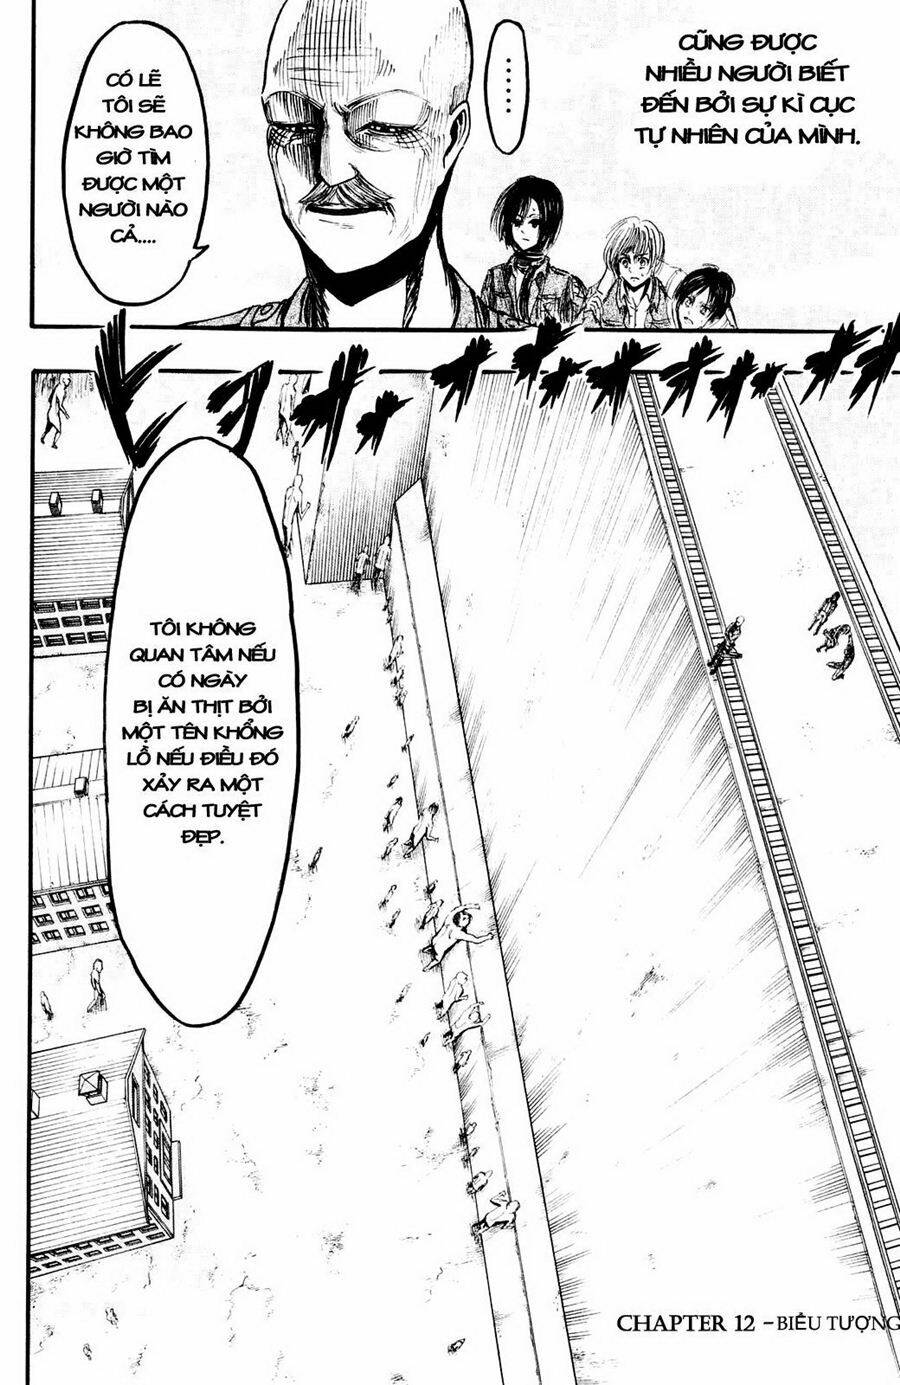 CŨNG ĐƯỢC
NHIỀU NGƯỜI BIẾT
ĐẾN BỞI SỰ KÌ CỤC
TỰ NHIÊN CỦA MÌNH.
........
CÓ LẼ
TÔI SẼ
KHÔNG BAO
GIỜ TÌM
ĐƯỢC MỘT
NGƯỜI NÀO
CẢ....
TÔI KHÔNG
QUAN TÂM NẾU
CÓ NGÀY
BỊ ĂN THỊT BỞI
MỘT TÊN KHỔNG
LỒ NẾU ĐIỀU ĐÓ
XẢY RA MỘT
CÁCH TUYỆT
ĐẸP.
CHAPTER 12 - BIỂU TƯỢNG